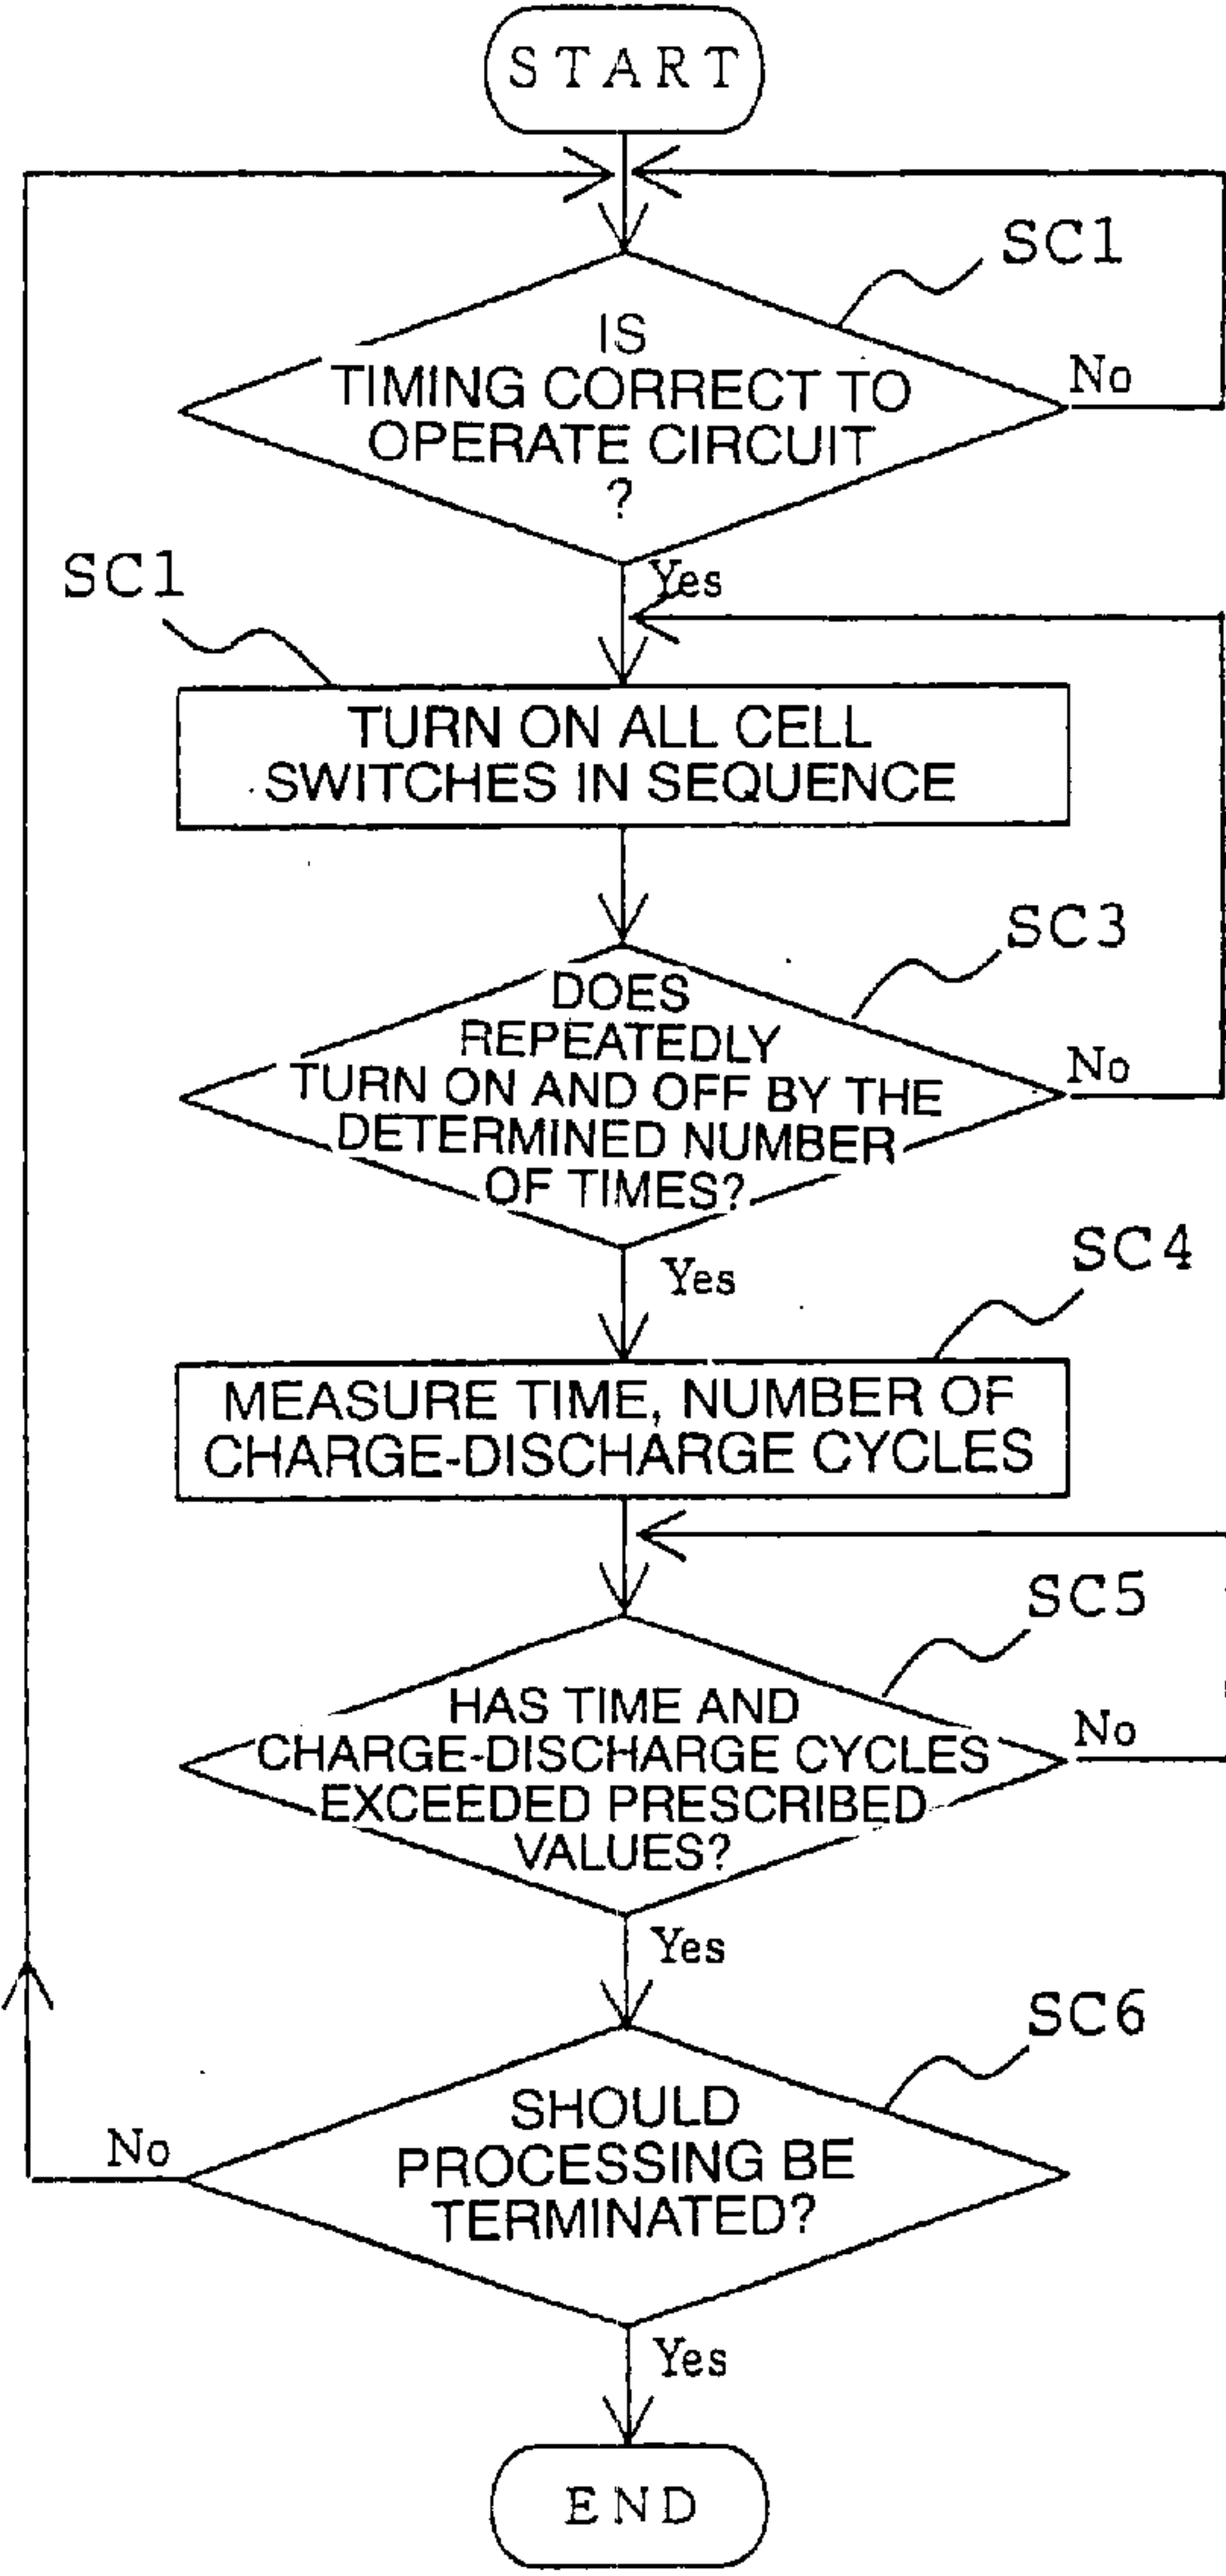 START
SC1
IS
TIMING CORRECT TO
OPERATE CIRCUIT
?
No
Yes
SC1
TURN ON ALL CELL
SWITCHES IN SEQUENCE
SC3
DOES
REPEATEDLY
TURN ON AND OFF BY THE
DETERMINED NUMBER
OF TIMES?
No
Yes
SC4
MEASURE TIME, NUMBER OF
CHARGE-DISCHARGE CYCLES
SC5
HAS TIME AND
CHARGE-DISCHARGE CYCLES
EXCEEDED PRESCRIBED
VALUES?
No
Yes
SC6
SHOULD
PROCESSING BE
TERMINATED?
No
Yes
END